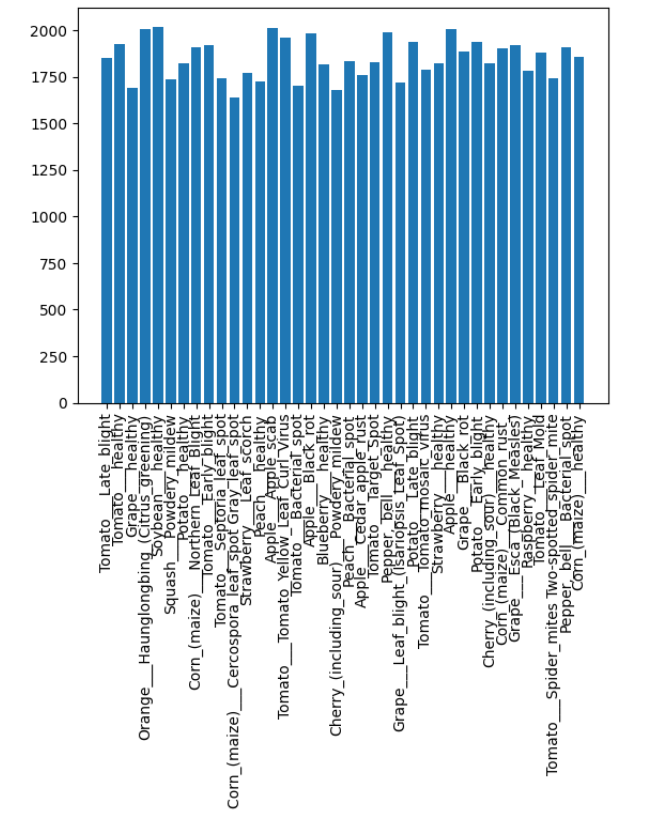 2000
1750
1500
1250
1000
750
500
250
0
Tomato___Late_blight
Tomato___healthy
Grape___healthy
Orange___Haunglongbing_(Citrus_greening)
Soybean___healthy
Squash___Powdery_mildew
Potato___healthy
Corn_(maize)___Northern_Leaf_Blight
Tomato___Early_blight
Tomato___Septoria_leaf_spot
Corn_(maize)___Cercospora_leaf_spot Gray_leaf_spot
Strawberry___Leaf_scorch
Peach___healthy
Apple___Apple_scab
Tomato___Tomato_Yellow_Leaf_Curl_Virus
Tomato___Bacterial_spot
Apple___Black_rot
Blueberry___healthy
Cherry_(including_sour)___Powdery_mildew
Peach___Bacterial_spot
Apple___Cedar_apple_rust
Tomato___Target_Spot
Pepper,_bell___healthy
Grape___Leaf_blight_(Isariopsis_Leaf_Spot)
Potato___Late_blight
Tomato___Tomato_mosaic_virus
Strawberry___healthy
Apple___healthy
Grape___Black_rot
Potato___Early_blight
Cherry_(including_sour)___healthy
Corn_(maize)___Common_rust_
Grape___Esca_(Black_Measles)
Raspberry___healthy
Tomato___Leaf_Mold
Tomato___Spider_mites Two-spotted_spider_mite
Pepper,_bell___Bacterial_spot
Corn_(maize)___healthy